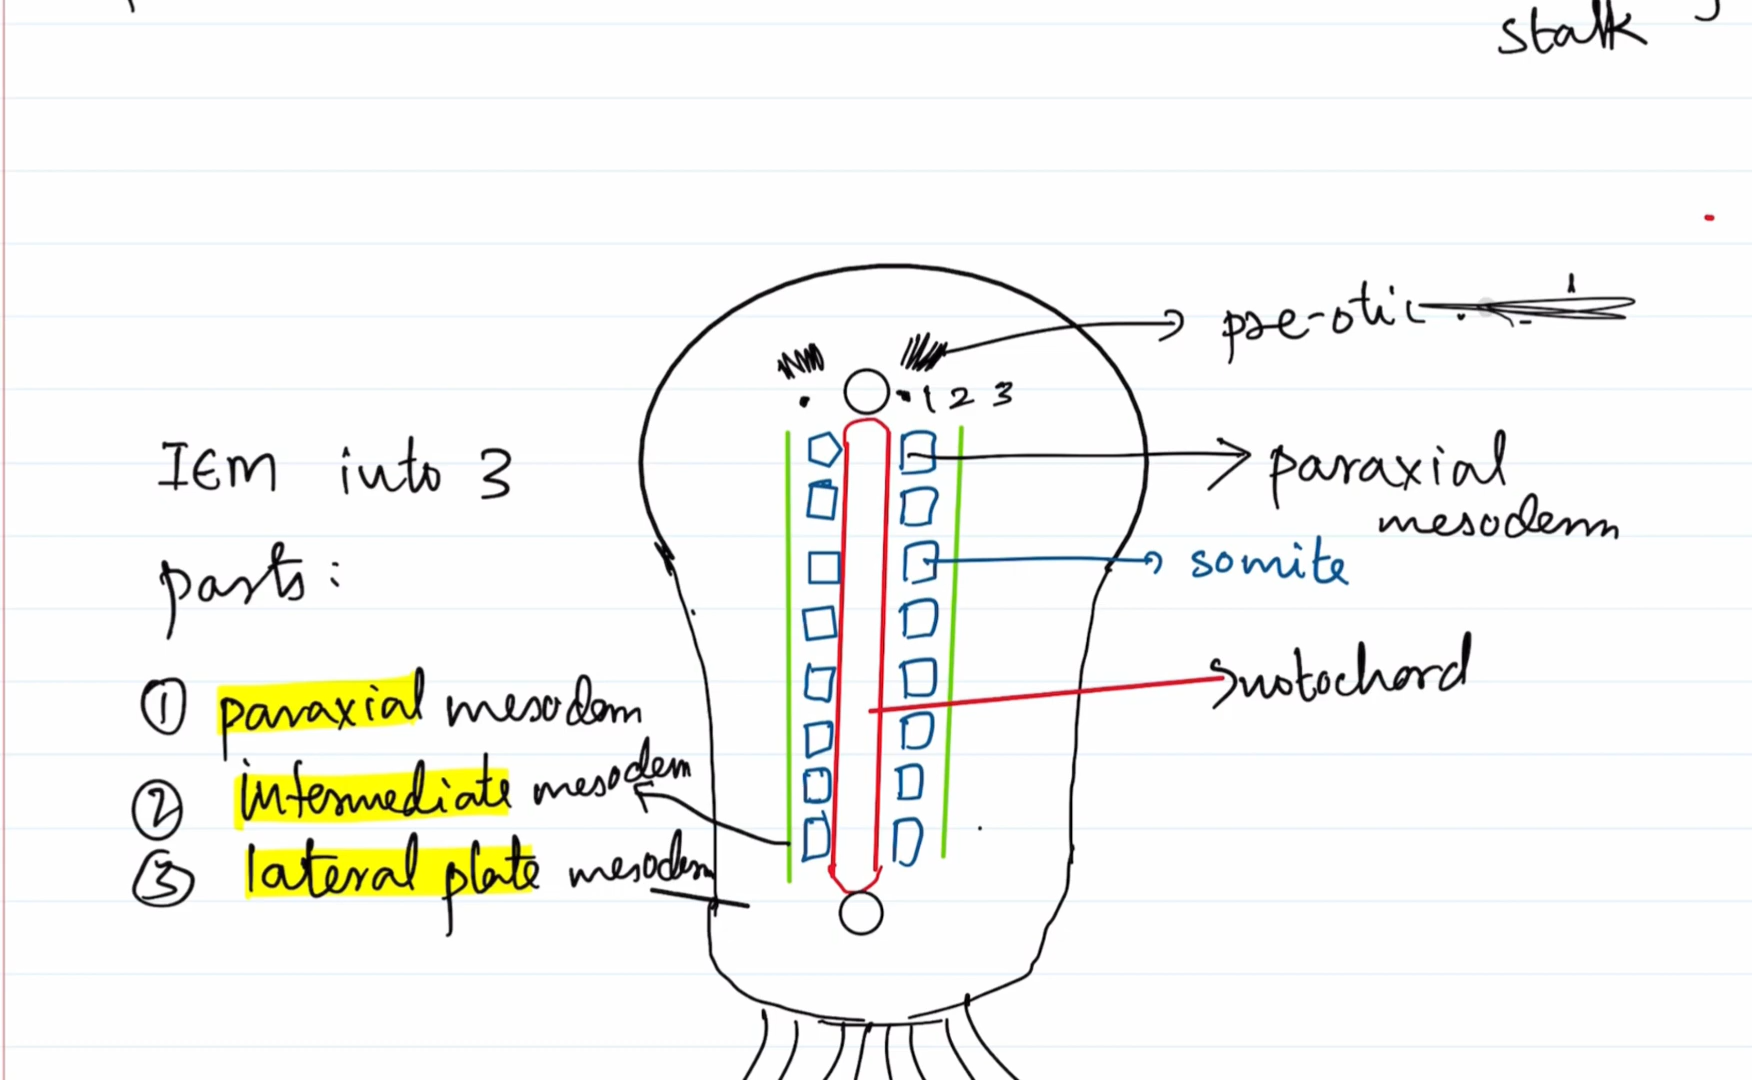 stalk
pre-otic
1 2 3
IEM into 3
parts:
paraxial
mesoderm
somite
notochord
① paraxial mesoderm
② intermediate mesoderm
③ lateral plate mesoderm